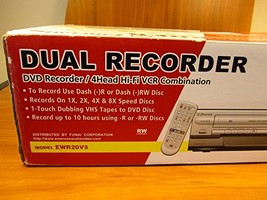 DUAL RECORDER
DVD Recorder / 4Head Hi-Fi VCR Combination
• To Record Use Dash (-)R or Dash (-)RW Disc
• Records On 1X, 2X, 4X & 8X Speed Discs
• 1-Touch Dubbing VHS Tapes to DVD Disc
• Record up to 10 hours using -R or -RW Discs
DISTRIBUTED BY FUNAI CORPORATION
RW
MODEL EWR20V5